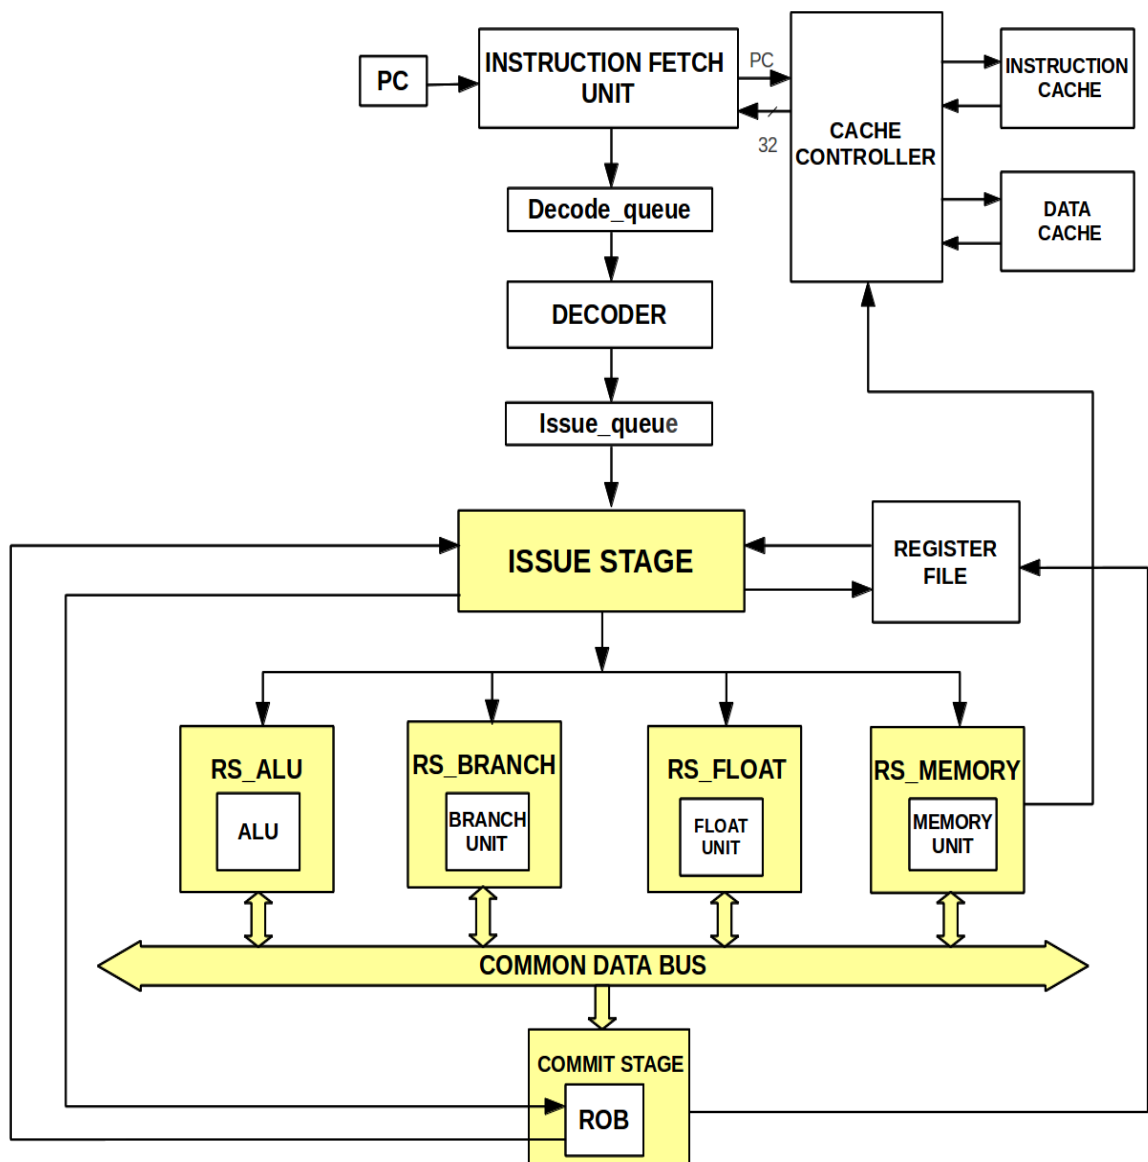 PC
INSTRUCTION FETCH
UNIT
PC
32
CACHE
CONTROLLER
INSTRUCTION
CACHE
DATA
CACHE
Decode_queue
DECODER
Issue_queue
ISSUE STAGE
REGISTER
FILE
RS_ALU
ALU
RS_BRANCH
BRANCH
UNIT
RS_FLOAT
FLOAT
UNIT
RS_MEMORY
MEMORY
UNIT
COMMON DATA BUS
COMMIT STAGE
ROB